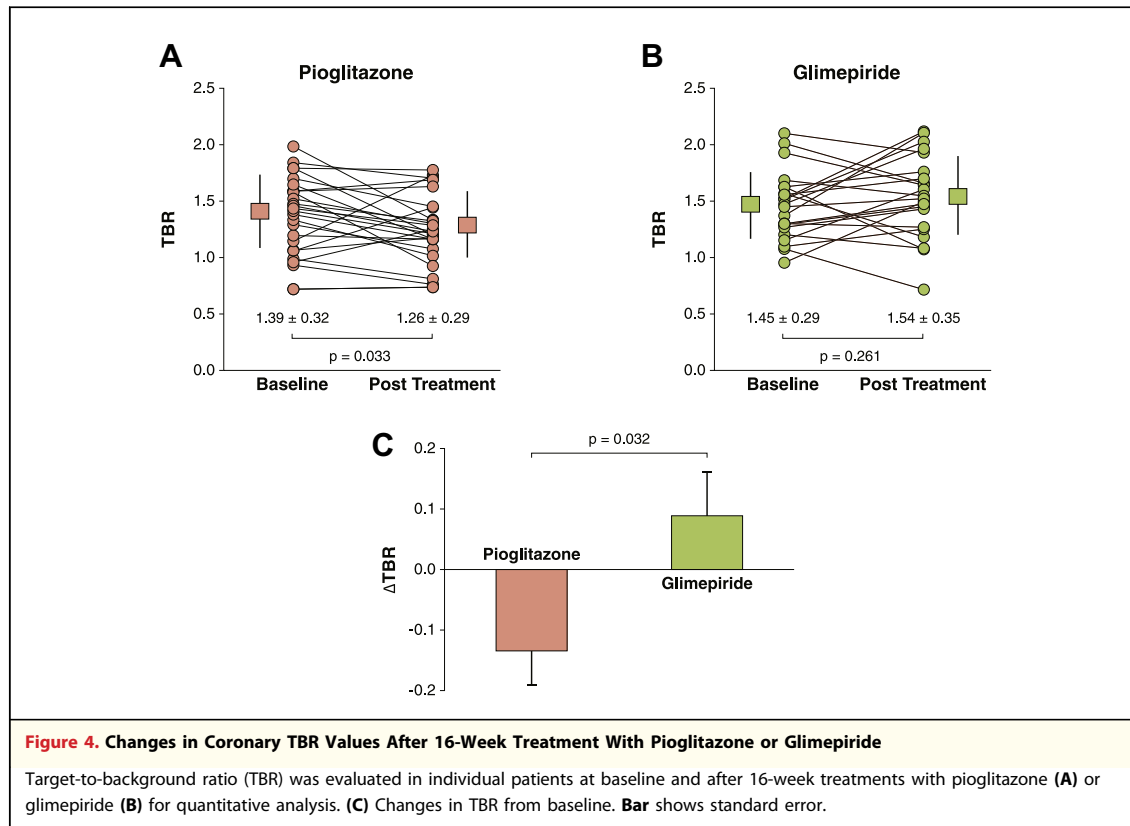 A
Pioglitazone
2.5
2.0
1.5
1.0
0.5
0.0
TBR
1.39 ± 0.32
1.26 ± 0.29
p = 0.033
Baseline
Post Treatment
B
Glimepiride
2.5
2.0
1.5
1.0
0.5
0.0
TBR
1.45 ± 0.29
1.54 ± 0.35
p = 0.261
Baseline
Post Treatment
C
p = 0.032
0.2
0.1
0.0
-0.1
-0.2
ΔTBR
Pioglitazone
Glimepiride
Figure 4. Changes in Coronary TBR Values After 16-Week Treatment With Pioglitazone or Glimepiride
Target-to-background ratio (TBR) was evaluated in individual patients at baseline and after 16-week treatments with pioglitazone (A) or
glimepiride (B) for quantitative analysis. (C) Changes in TBR from baseline. Bar shows standard error.